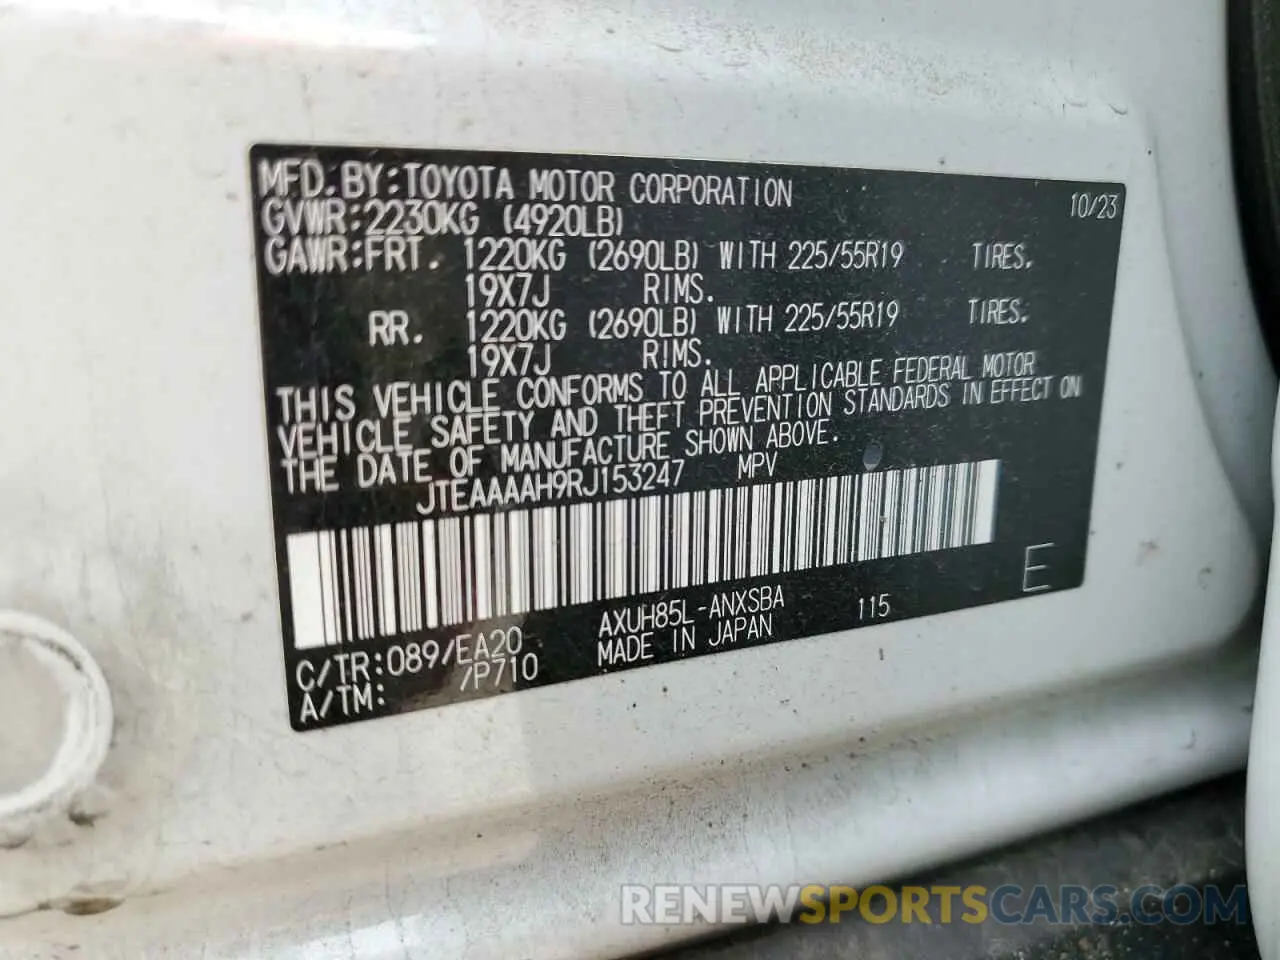 MFD.BY:TOYOTA MOTOR CORPORATION 10/23
GVWR:2230KG (4920LB)
GAWR:FRT. 1220KG (2690LB) WITH 225/55R19 TIRES.
19X7J RIMS.
RR. 1220KG (2690LB) WITH 225/55R19 TIRES.
19X7J RIMS.
THIS VEHICLE CONFORMS TO ALL APPLICABLE FEDERAL MOTOR
VEHICLE SAFETY AND THEFT PREVENTION STANDARDS IN EFFECT ON
THE DATE OF MANUFACTURE SHOWN ABOVE.
JTEAAAAH9RJ153247 MPV
E
AXUH85L-ANXSBA 115
C/TR:089/EA20 MADE IN JAPAN
A/TM: /P710
RENEWSPORTSCARS.COM